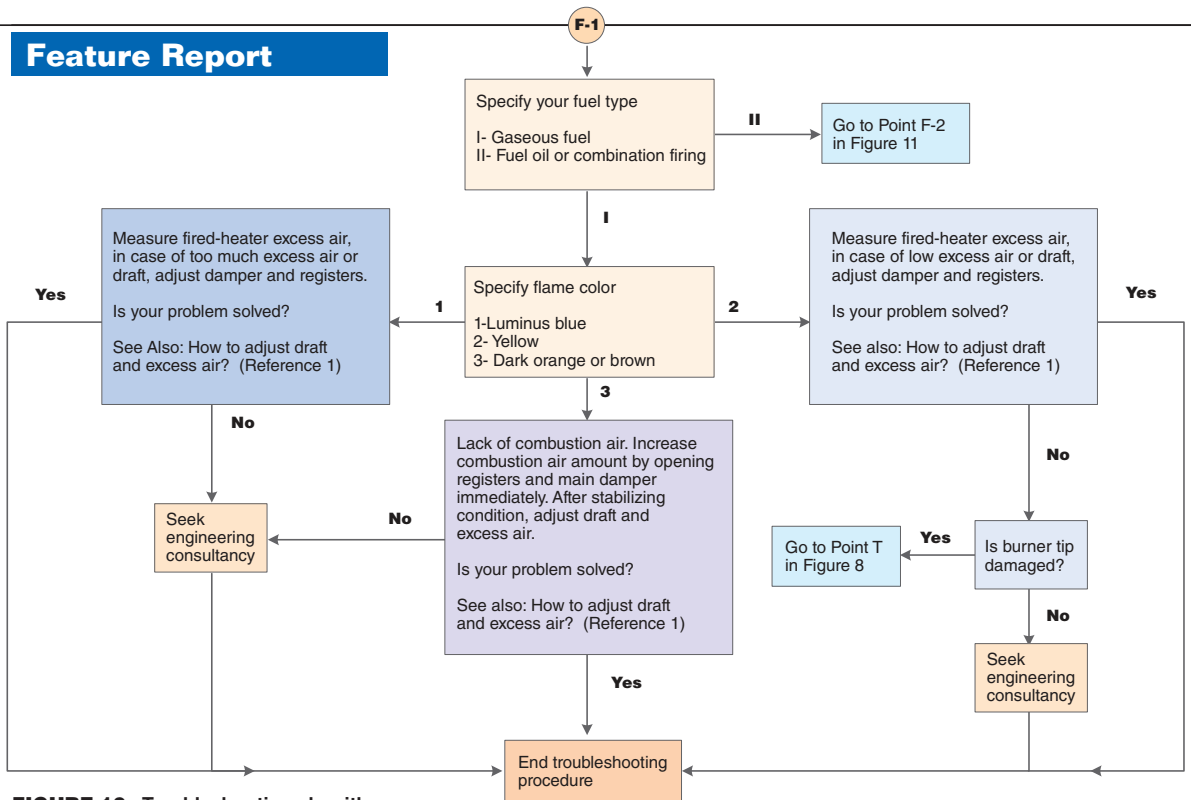 F-1
Feature Report
Specify your fuel type
I- Gaseous fuel
II- Fuel oil or combination firing
II
Go to Point F-2
in Figure 11
I
Measure fired-heater excess air,
in case of too much excess air or
draft, adjust damper and registers.
Is your problem solved?
See Also: How to adjust draft
and excess air? (Reference 1)
Yes
1
Specify flame color
1-Luminus blue
2- Yellow
3- Dark orange or brown
2
Measure fired-heater excess air,
in case of low excess air or draft,
adjust damper and registers.
Is your problem solved?
See also: How to adjust draft
and excess air? (Reference 1)
Yes
3
No
Lack of combustion air. Increase
combustion air amount by opening
registers and main damper
immediately. After stabilizing
condition, adjust draft and
excess air.
Is your problem solved?
See also: How to adjust draft
and excess air? (Reference 1)
No
Seek
engineering
consultancy
No
Go to Point T
in Figure 8
Yes
Is burner tip
damaged?
No
Seek
engineering
consultancy
Yes
End troubleshooting
procedure